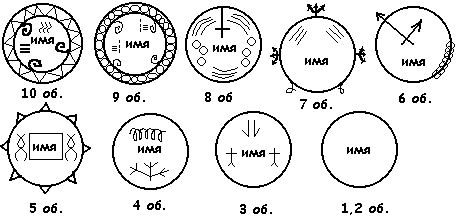 имя имя имя имя имя
10 об. 9 об. 8 об 7 об. 6 об.
имя имя имя имя
5 об. 4 об. 3 об. 1,2 об.